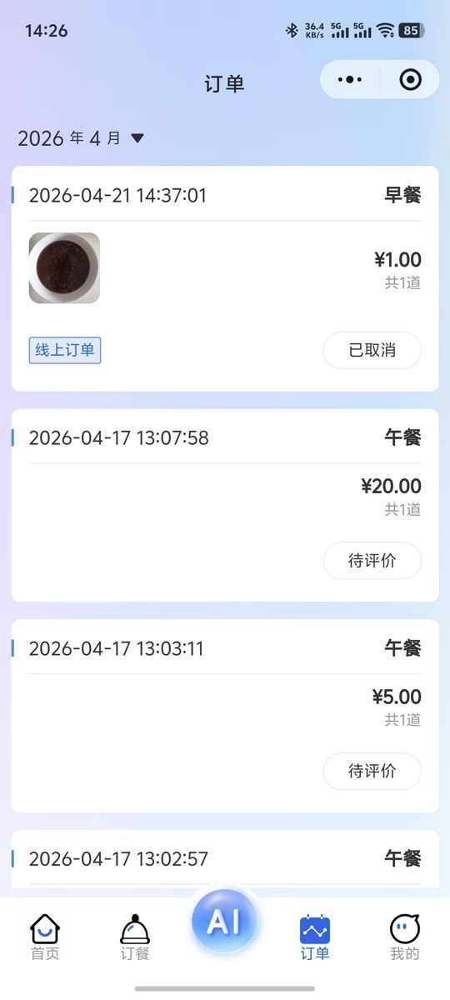 14:26
36.4 KB/s 5G 5G 85
订单
2026 年 4 月
2026-04-21 14:37:01 早餐
¥1.00
共1道
线上订单 已取消
2026-04-17 13:07:58 午餐
¥20.00
共1道
待评价
2026-04-17 13:03:11 午餐
¥5.00
共1道
待评价
2026-04-17 13:02:57 午餐
首页 订餐 AI 订单 我的